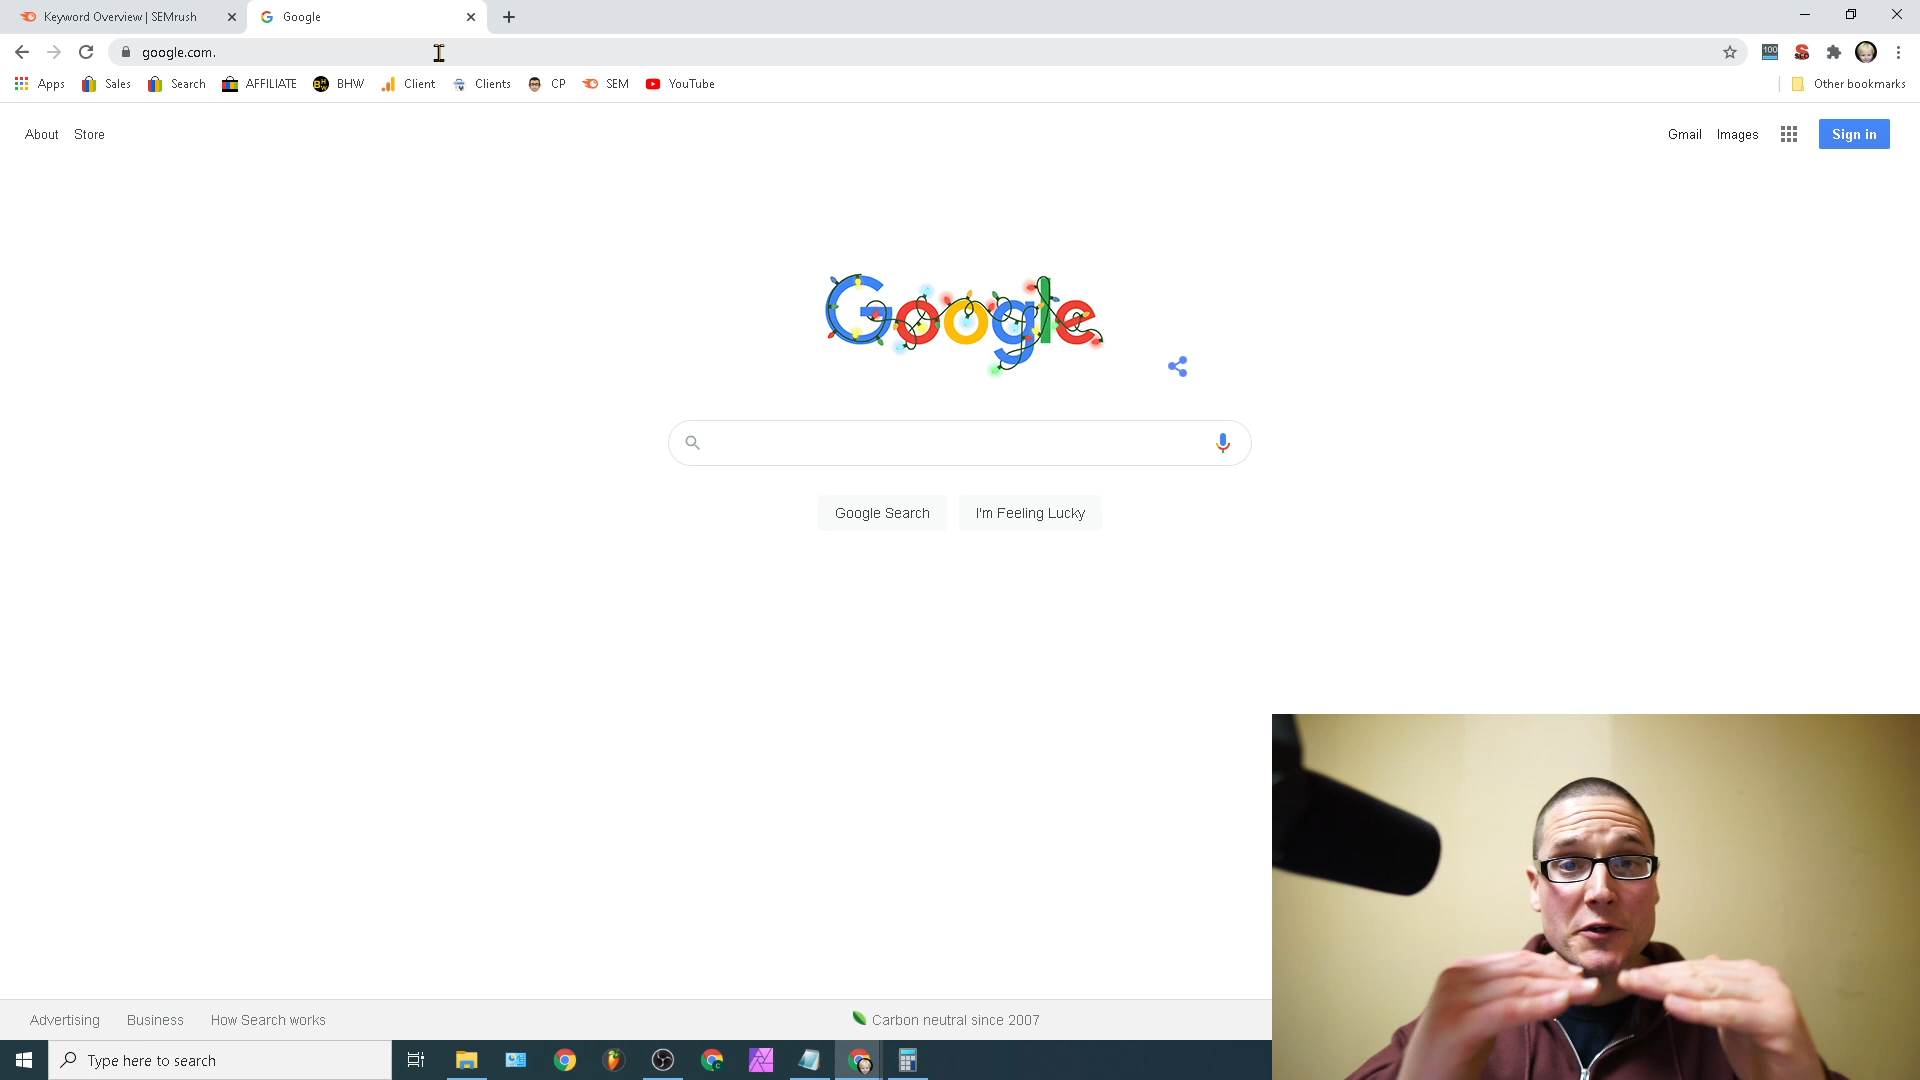 Keyword Overview | SEMrush
Google
google.com.
100
SEO
Apps
Sales
Search
AFFILIATE
BHW
Client
Clients
CP
SEM
YouTube
Other bookmarks
About
Store
Gmail
Images
Sign in
Google
Google Search
I'm Feeling Lucky
Advertising
Business
How Search works
Carbon neutral since 2007
Type here to search